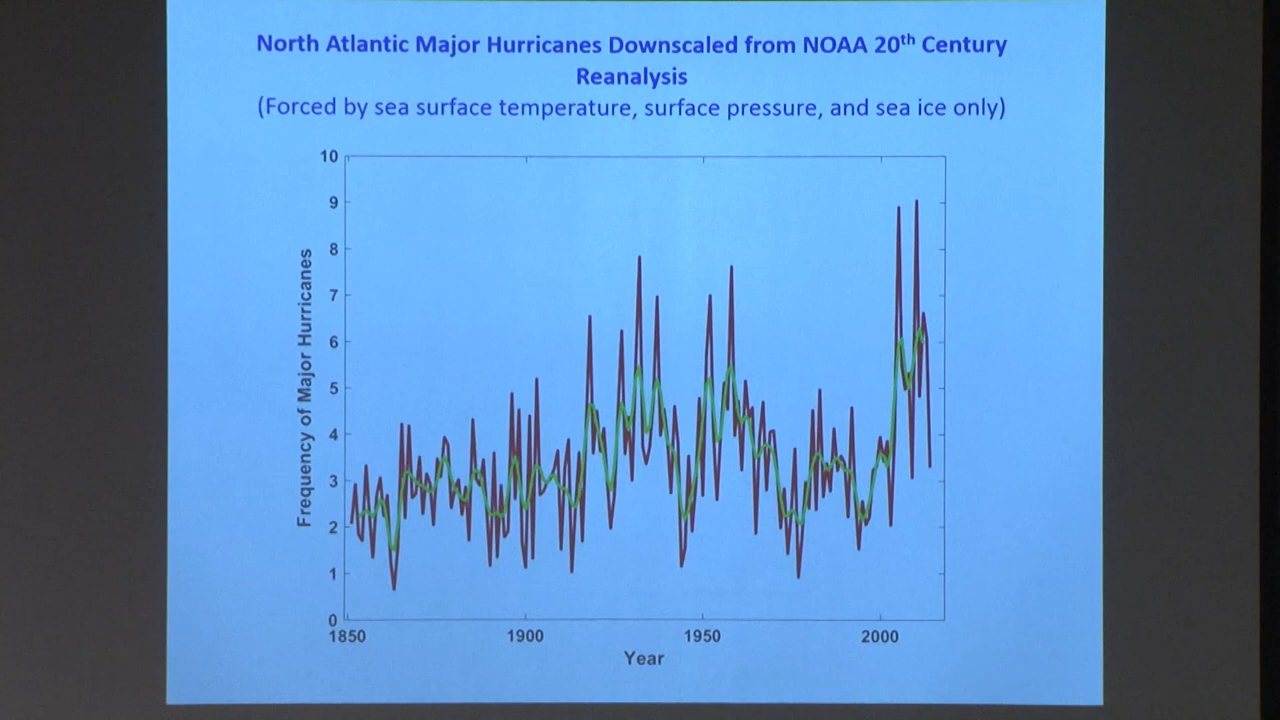 North Atlantic Major Hurricanes Downscaled from NOAA 20th Century
Reanalysis
(Forced by sea surface temperature, surface pressure, and sea ice only)
10
9
8
7
6
5
4
3
2
1
0
Frequency of Major Hurricanes
1850 1900 1950 2000
Year